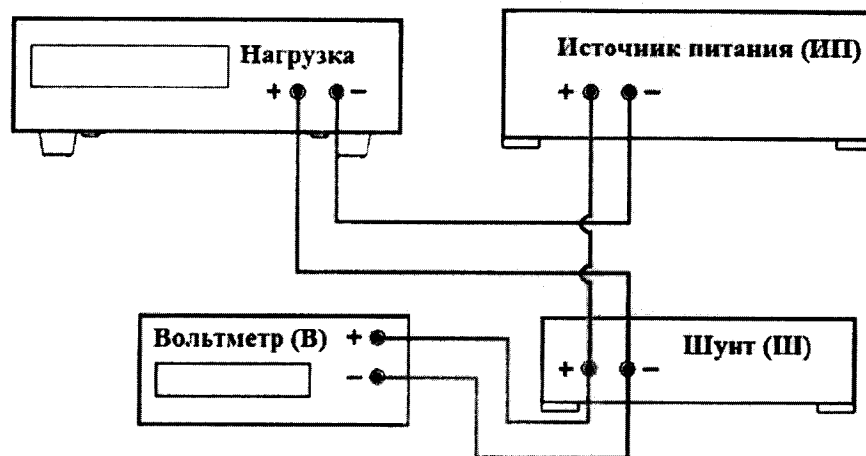 Нагрузка
+ −
Источник питания (ИП)
+ −
Вольтметр (В) +
−
Шунт (Ш)
+ −